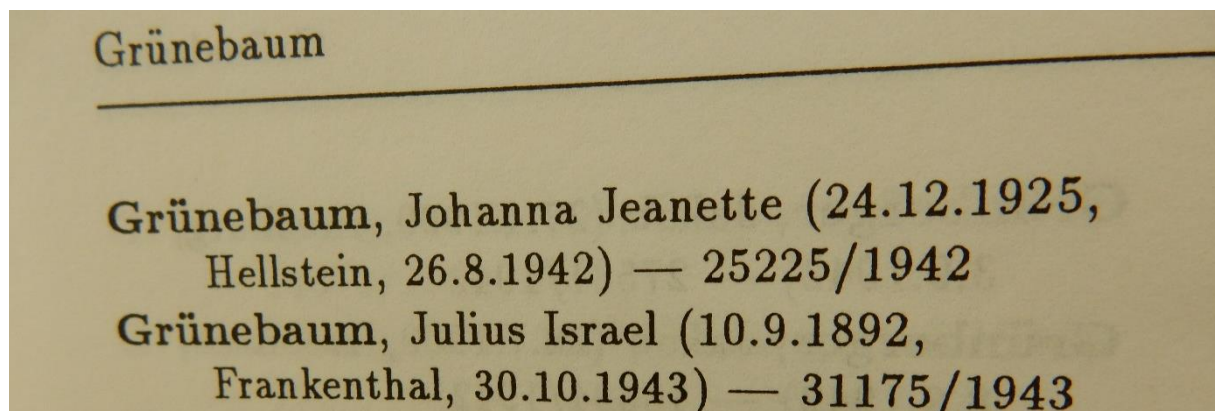 Grünebaum
Grünebaum, Johanna Jeanette (24.12.1925,
Hellstein, 26.8.1942) — 25225/1942
Grünebaum, Julius Israel (10.9.1892,
Frankenthal, 30.10.1943) — 31175/1943